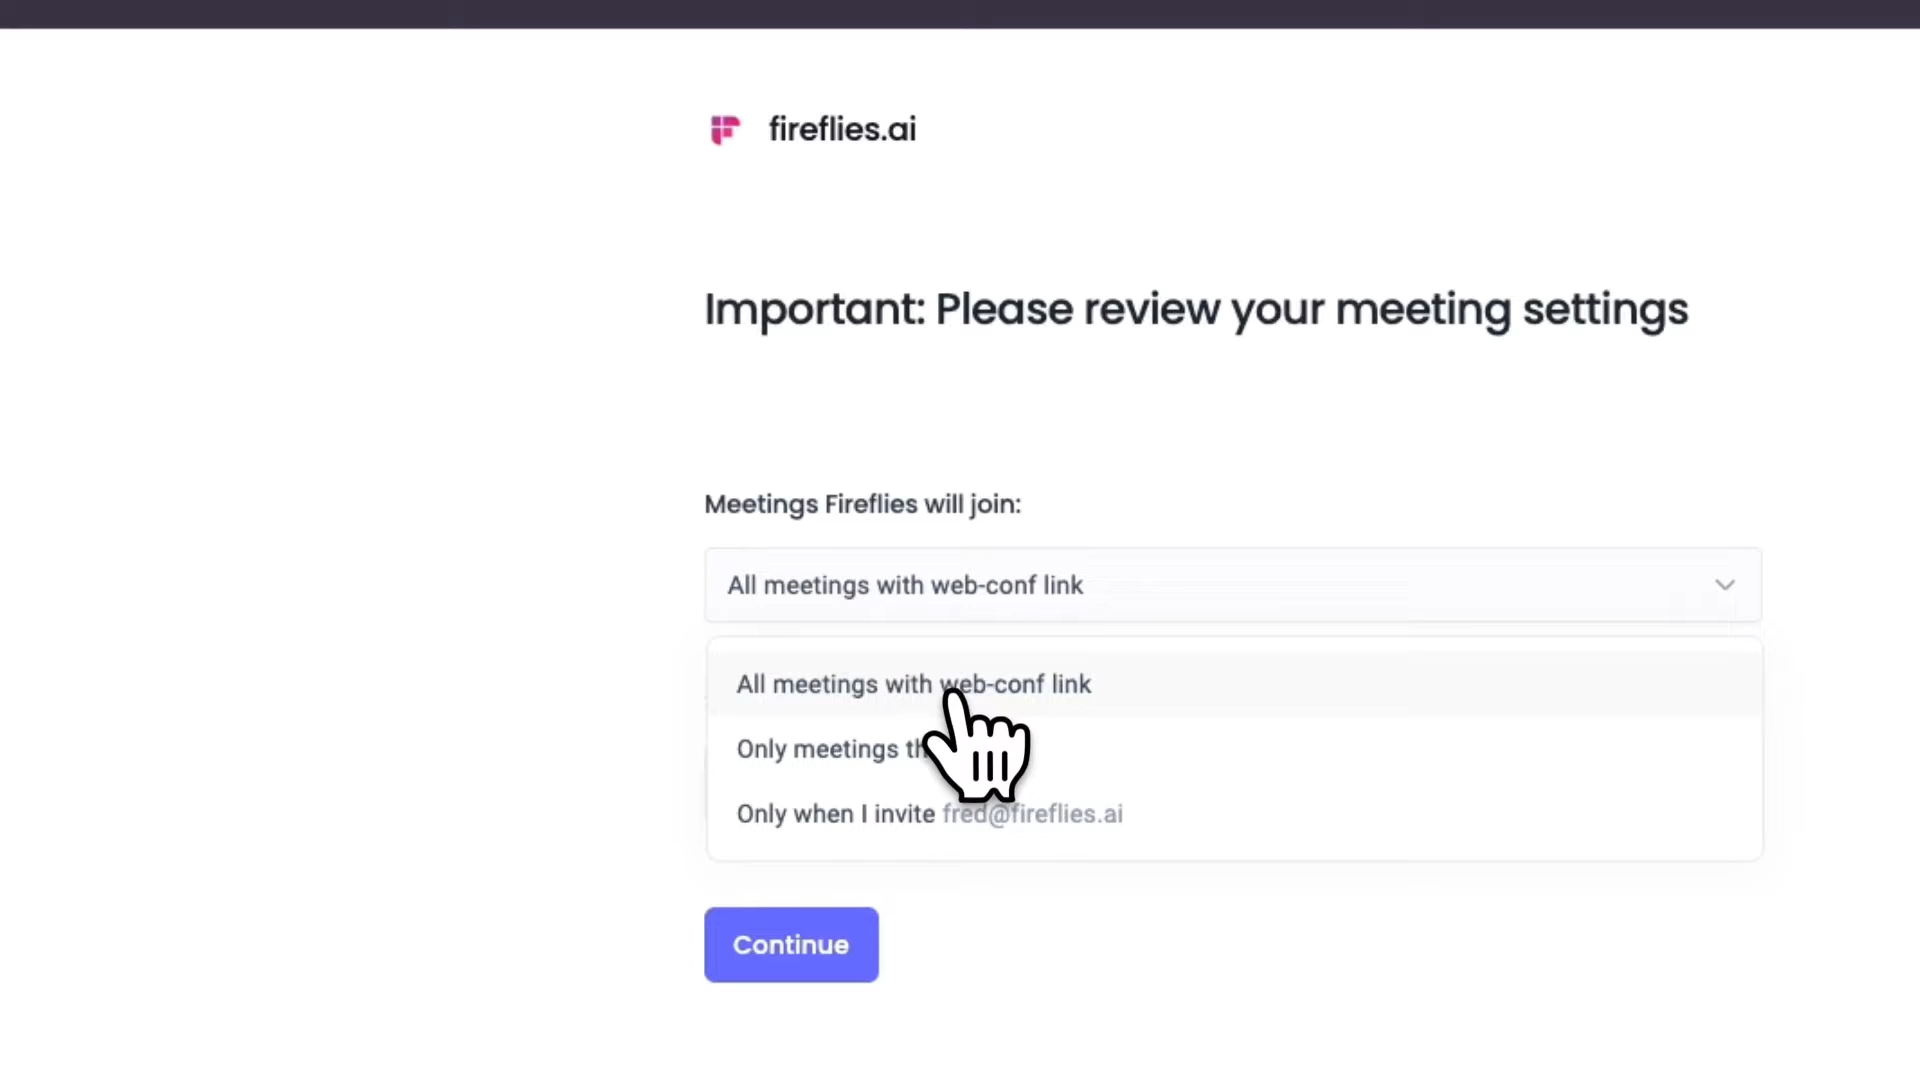 fireflies.ai
Important: Please review your meeting settings
Meetings Fireflies will join:
All meetings with web-conf link
All meetings with web-conf link
Only meetings
Only when I invite fred@fireflies.ai
Continue